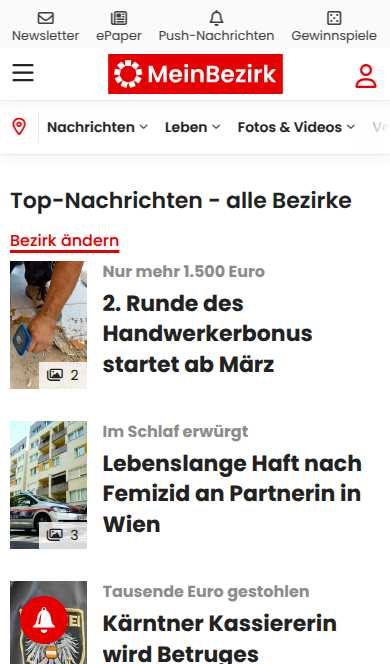 Newsletter ePaper Push-Nachrichten Gewinnspiele
MeinBezirk
Nachrichten Leben Fotos & Videos
Top-Nachrichten - alle Bezirke
Bezirk ändern
Nur mehr 1.500 Euro
2. Runde des
Handwerkerbonus
startet ab März
2
Im Schlaf erwürgt
Lebenslange Haft nach
Femizid an Partnerin in
Wien
3
Tausende Euro gestohlen
Kärntner Kassiererin
wird Betruges